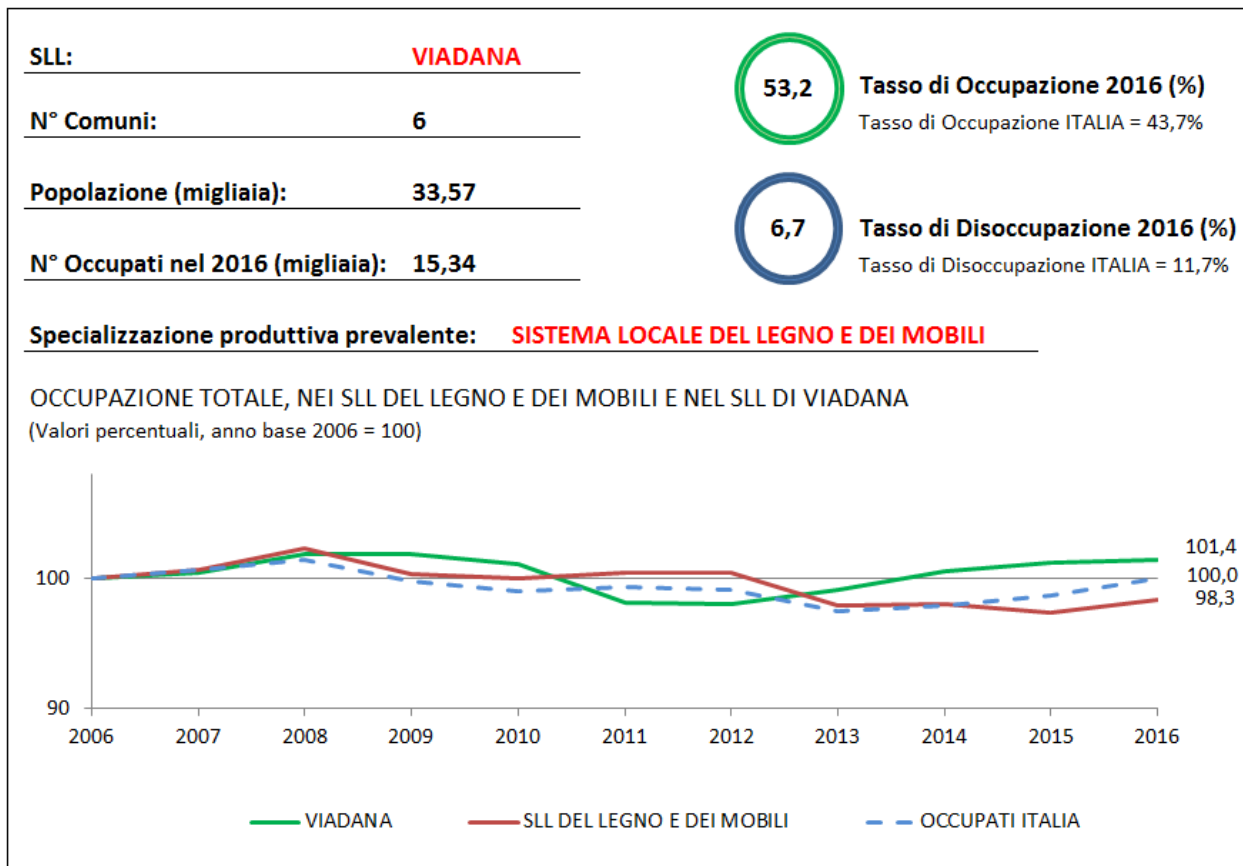 SLL: VIADANA
N° Comuni: 6
Popolazione (migliaia): 33,57
N° Occupati nel 2016 (migliaia): 15,34
53,2
Tasso di Occupazione 2016 (%)
Tasso di Occupazione ITALIA = 43,7%
6,7
Tasso di Disoccupazione 2016 (%)
Tasso di Disoccupazione ITALIA = 11,7%
Specializzazione produttiva prevalente: SISTEMA LOCALE DEL LEGNO E DEI MOBILI
OCCUPAZIONE TOTALE, NEI SLL DEL LEGNO E DEI MOBILI E NEL SLL DI VIADANA
(Valori percentuali, anno base 2006 = 100)
101,4
100
100,0
98,3
90
2006 2007 2008 2009 2010 2011 2012 2013 2014 2015 2016
VIADANA SLL DEL LEGNO E DEI MOBILI OCCUPATI ITALIA